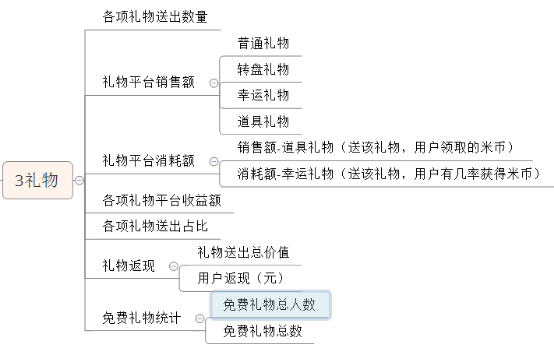 各项礼物送出数量
普通礼物
转盘礼物
礼物平台销售额
幸运礼物
道具礼物
销售额-道具礼物（送该礼物，用户领取的米币）
礼物平台消耗额
消耗额-幸运礼物（送该礼物，用户有几率获得米币）
3礼物
各项礼物平台收益额
各项礼物送出占比
礼物送出总价值
礼物返现
用户返现（元）
免费礼物总人数
免费礼物统计
免费礼物总数